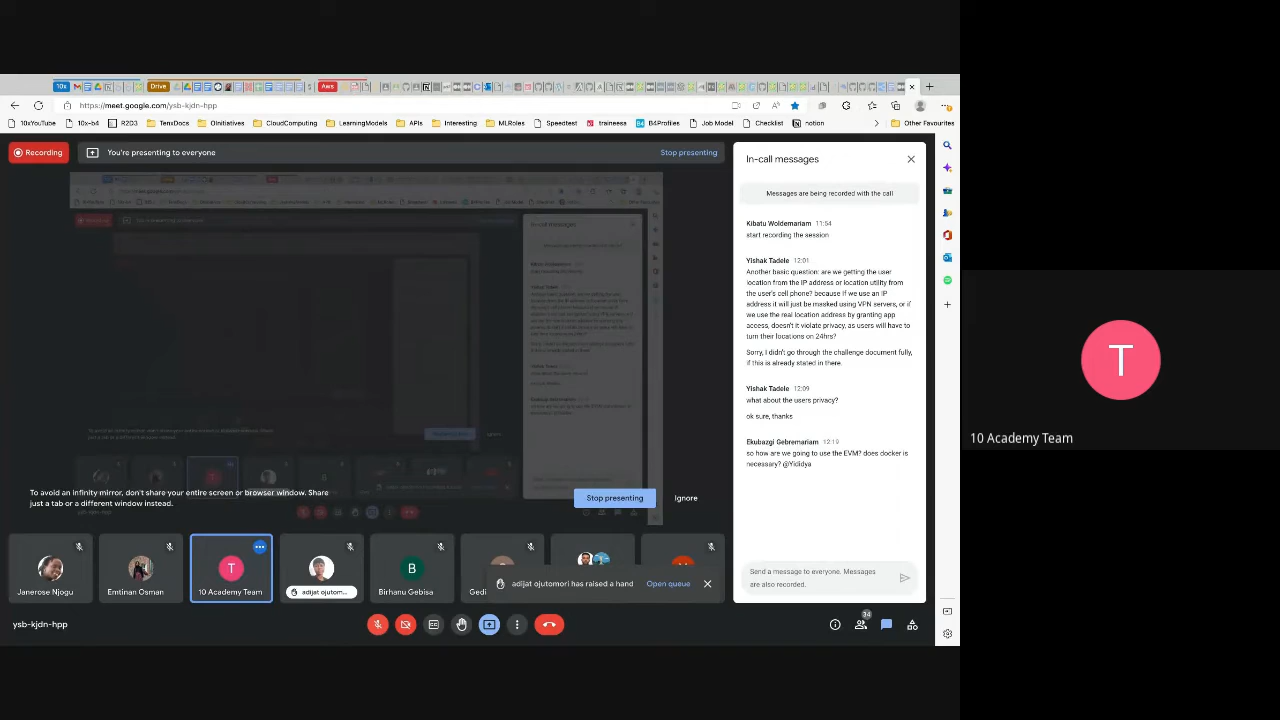 10x
Drive
Aws
https://meet.google.com/ysb-kjdn-hpp
10xYouTube
10x-b4
R2D3
TenxDocs
OInitiatives
CloudComputing
LearningModels
APIs
Interesting
MLRoles
Speedtest
traineesa
B4Profiles
Job Model
Checklist
notion
Other Favourites
Recording
You're presenting to everyone
Stop presenting
In-call messages
Messages are being recorded with the call
Kibatu Woldemariam 11:54
start recording the session
Yishak Tadele 12:01
Another basic question: are we getting the user
location from the IP address or location utility from
the user's cell phone? because If we use an IP
address it will just be masked using VPN servers, or if
we use the real location address by granting app
access, doesn't it violate privacy, as users will have to
turn their locations on 24hrs?
Sorry, I didn't go through the challenge document fully,
if this is already stated in there.
Yishak Tadele 12:09
what about the users privacy?
ok sure, thanks
Ekubazgi Gebremariam 12:19
so how are we going to use the EVM? does docker is
necessary? @Yididya
Send a message to everyone. Messages
are also recorded.
To avoid an infinity mirror, don't share your entire screen or browser window. Share
just a tab or a different window instead.
Stop presenting
Ignore
Janerose Njogu
Emtinan Osman
T
10 Academy Team
adijat ojutom...
B
Birhanu Gebisa
Gedi
adijat ojutomori has raised a hand
Open queue
ysb-kjdn-hpp
34
T
10 Academy Team